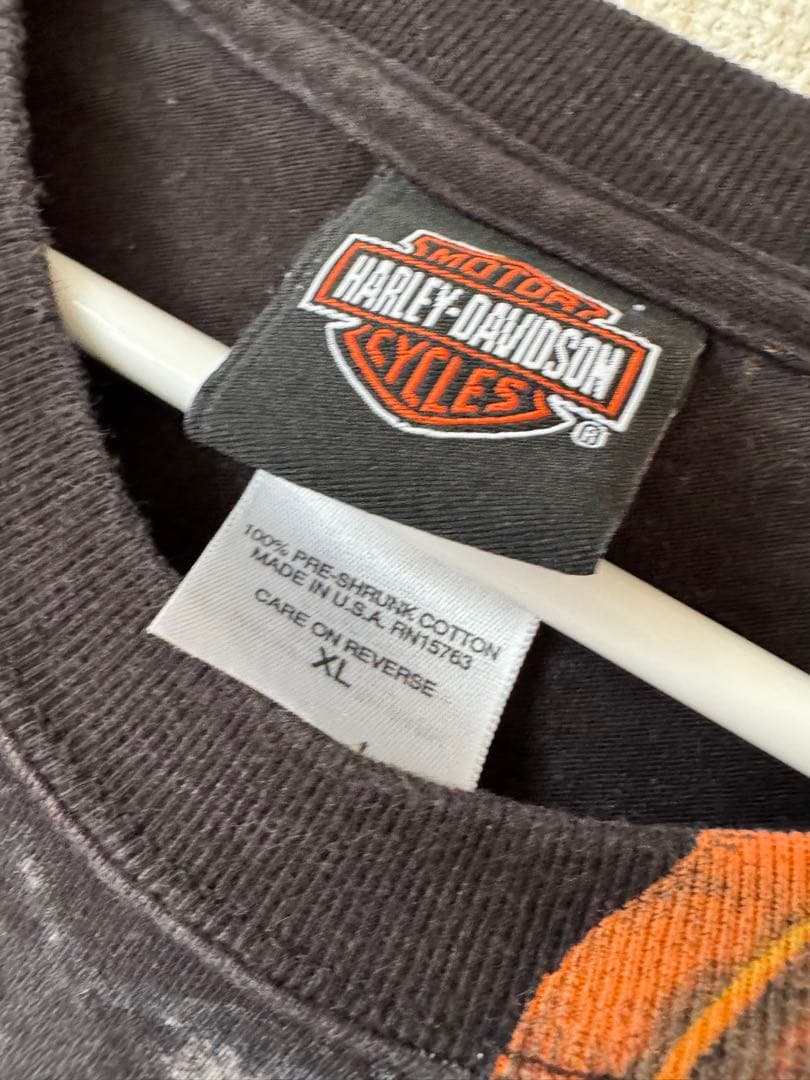 MOTOR
HARLEY-DAVIDSON
CYCLES
®
100% PRE-SHRUNK COTTON
MADE IN U.S.A. RN15763
CARE ON REVERSE
XL